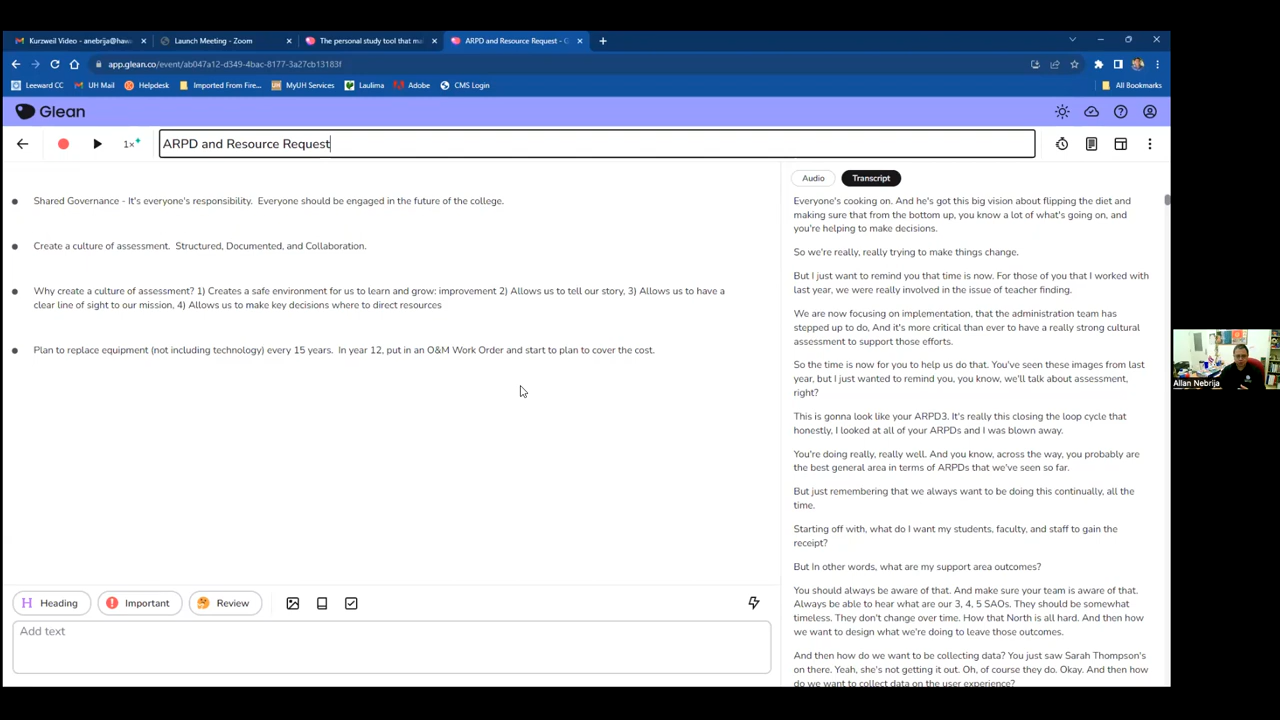 Kurzweil Video - anebrija@haw
Launch Meeting - Zoom
The personal study tool that ma
ARPD and Resource Request - G
app.glean.co/event/ab047a12-d349-4bac-8177-3a27cb13183f
Leeward CC
UH Mail
Helpdesk
Imported From Fire...
MyUH Services
Laulima
Adobe
CMS Login
All Bookmarks
Glean
1×
ARPD and Resource Request
Shared Governance - It's everyone's responsibility. Everyone should be engaged in the future of the college.
Create a culture of assessment. Structured, Documented, and Collaboration.
Why create a culture of assessment? 1) Creates a safe environment for us to learn and grow: improvement 2) Allows us to tell our story, 3) Allows us to have a
clear line of sight to our mission, 4) Allows us to make key decisions where to direct resources
Plan to replace equipment (not including technology) every 15 years. In year 12, put in an O&M Work Order and start to plan to cover the cost.
H Heading
Important
Review
Add text
Audio
Transcript
Everyone's cooking on. And he's got this big vision about flipping the diet and
making sure that from the bottom up, you know a lot of what's going on, and
you're helping to make decisions.
So we're really, really trying to make things change.
But I just want to remind you that time is now. For those of you that I worked with
last year, we were really involved in the issue of teacher finding.
We are now focusing on implementation, that the administration team has
stepped up to do, And it's more critical than ever to have a really strong cultural
assessment to support those efforts.
So the time is now for you to help us do that. You've seen these images from last
year, but I just wanted to remind you, you know, we'll talk about assessment,
right?
This is gonna look like your ARPD3. It's really this closing the loop cycle that
honestly, I looked at all of your ARPDs and I was blown away.
You're doing really, really well. And you know, across the way, you probably are
the best general area in terms of ARPDs that we've seen so far.
But just remembering that we always want to be doing this continually, all the
time.
Starting off with, what do I want my students, faculty, and staff to gain the
receipt?
But In other words, what are my support area outcomes?
You should always be aware of that. And make sure your team is aware of that.
Always be able to hear what are our 3, 4, 5 SAOs. They should be somewhat
timeless. They don't change over time. How that North is all hard. And then how
we want to design what we're doing to leave those outcomes.
And then how do we want to be collecting data? You just saw Sarah Thompson's
on there. Yeah, she's not getting it out. Oh, of course they do. Okay. And then how
do we want to collect data on the user experience?
Allan Nebrija